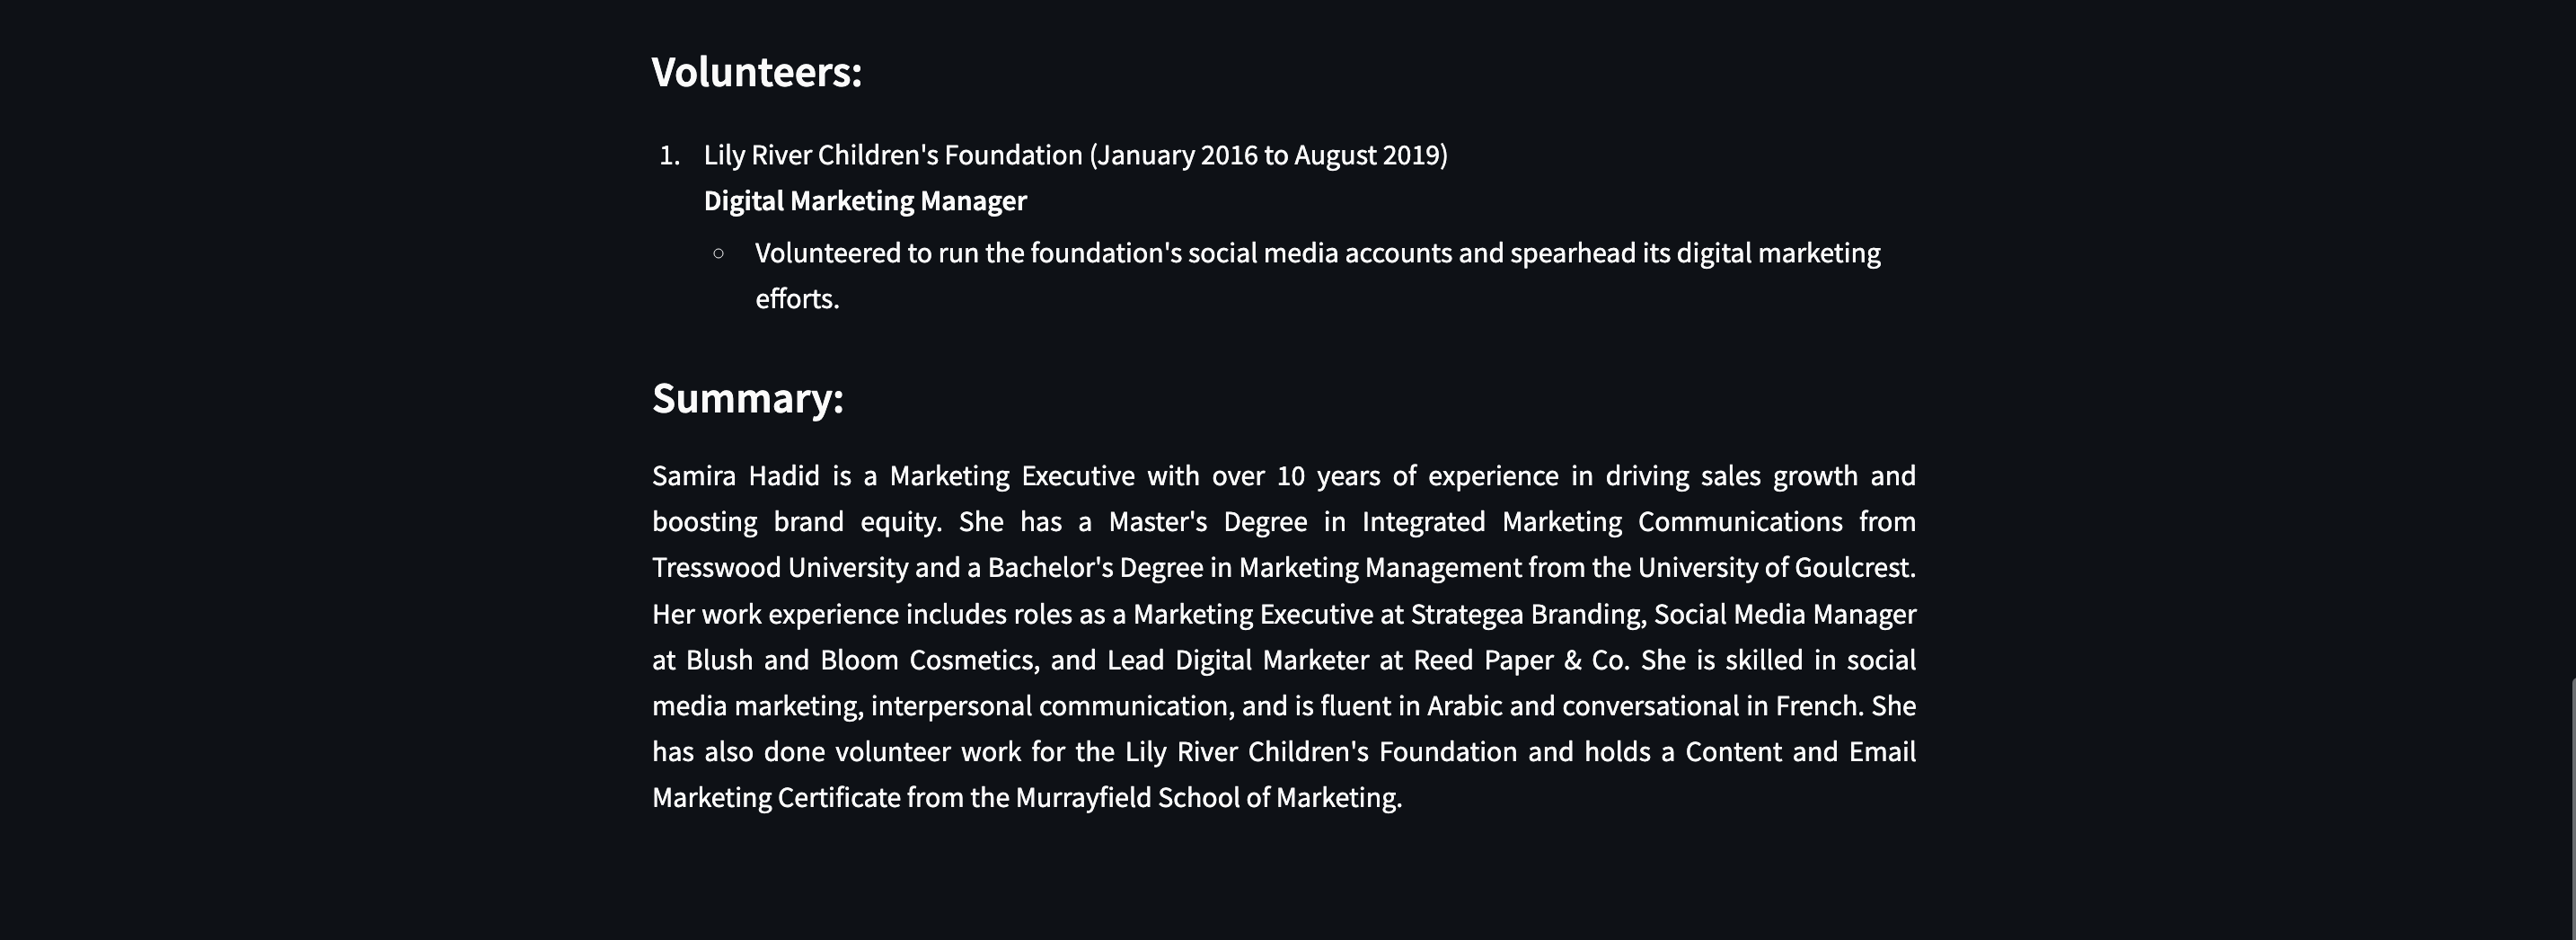 Volunteers:
1. Lily River Children's Foundation (January 2016 to August 2019)
Digital Marketing Manager
○ Volunteered to run the foundation's social media accounts and spearhead its digital marketing
efforts.
Summary:
Samira Hadid is a Marketing Executive with over 10 years of experience in driving sales growth and
boosting brand equity. She has a Master's Degree in Integrated Marketing Communications from
Tresswood University and a Bachelor's Degree in Marketing Management from the University of Goulcrest.
Her work experience includes roles as a Marketing Executive at Strategea Branding, Social Media Manager
at Blush and Bloom Cosmetics, and Lead Digital Marketer at Reed Paper & Co. She is skilled in social
media marketing, interpersonal communication, and is fluent in Arabic and conversational in French. She
has also done volunteer work for the Lily River Children's Foundation and holds a Content and Email
Marketing Certificate from the Murrayfield School of Marketing.